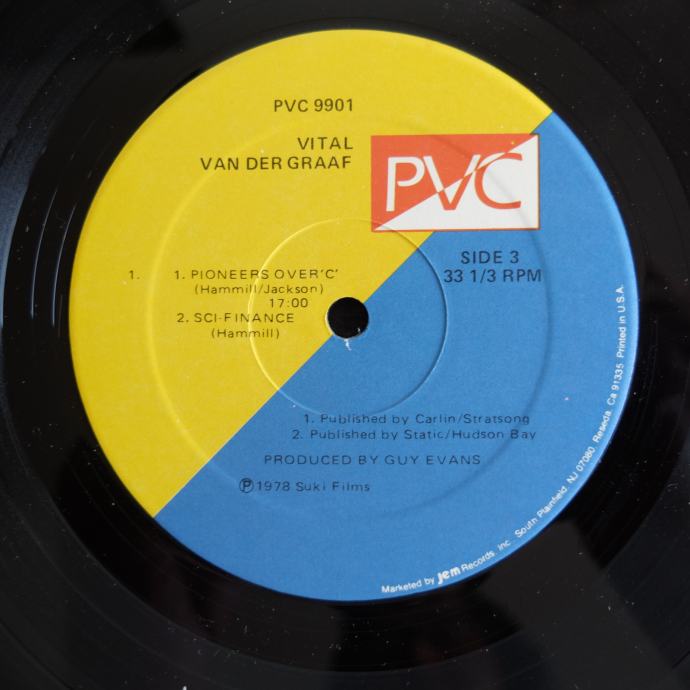 PVC 9901
VITAL
VAN DER GRAAF
PVC
SIDE 3
33 1/3 RPM
1. 1. PIONEERS OVER'C'
(Hammill/Jackson)
17:00
2. SCI-FINANCE
(Hammill)
1. Published by Carlin/Stratsong
2. Published by Static/Hudson Bay
PRODUCED BY GUY EVANS
Ⓟ1978 Suki Films
Marketed by jem Records, Inc. South Plainfield, NJ 07080, Reseda, Ca 91335 Printed in U.S.A.